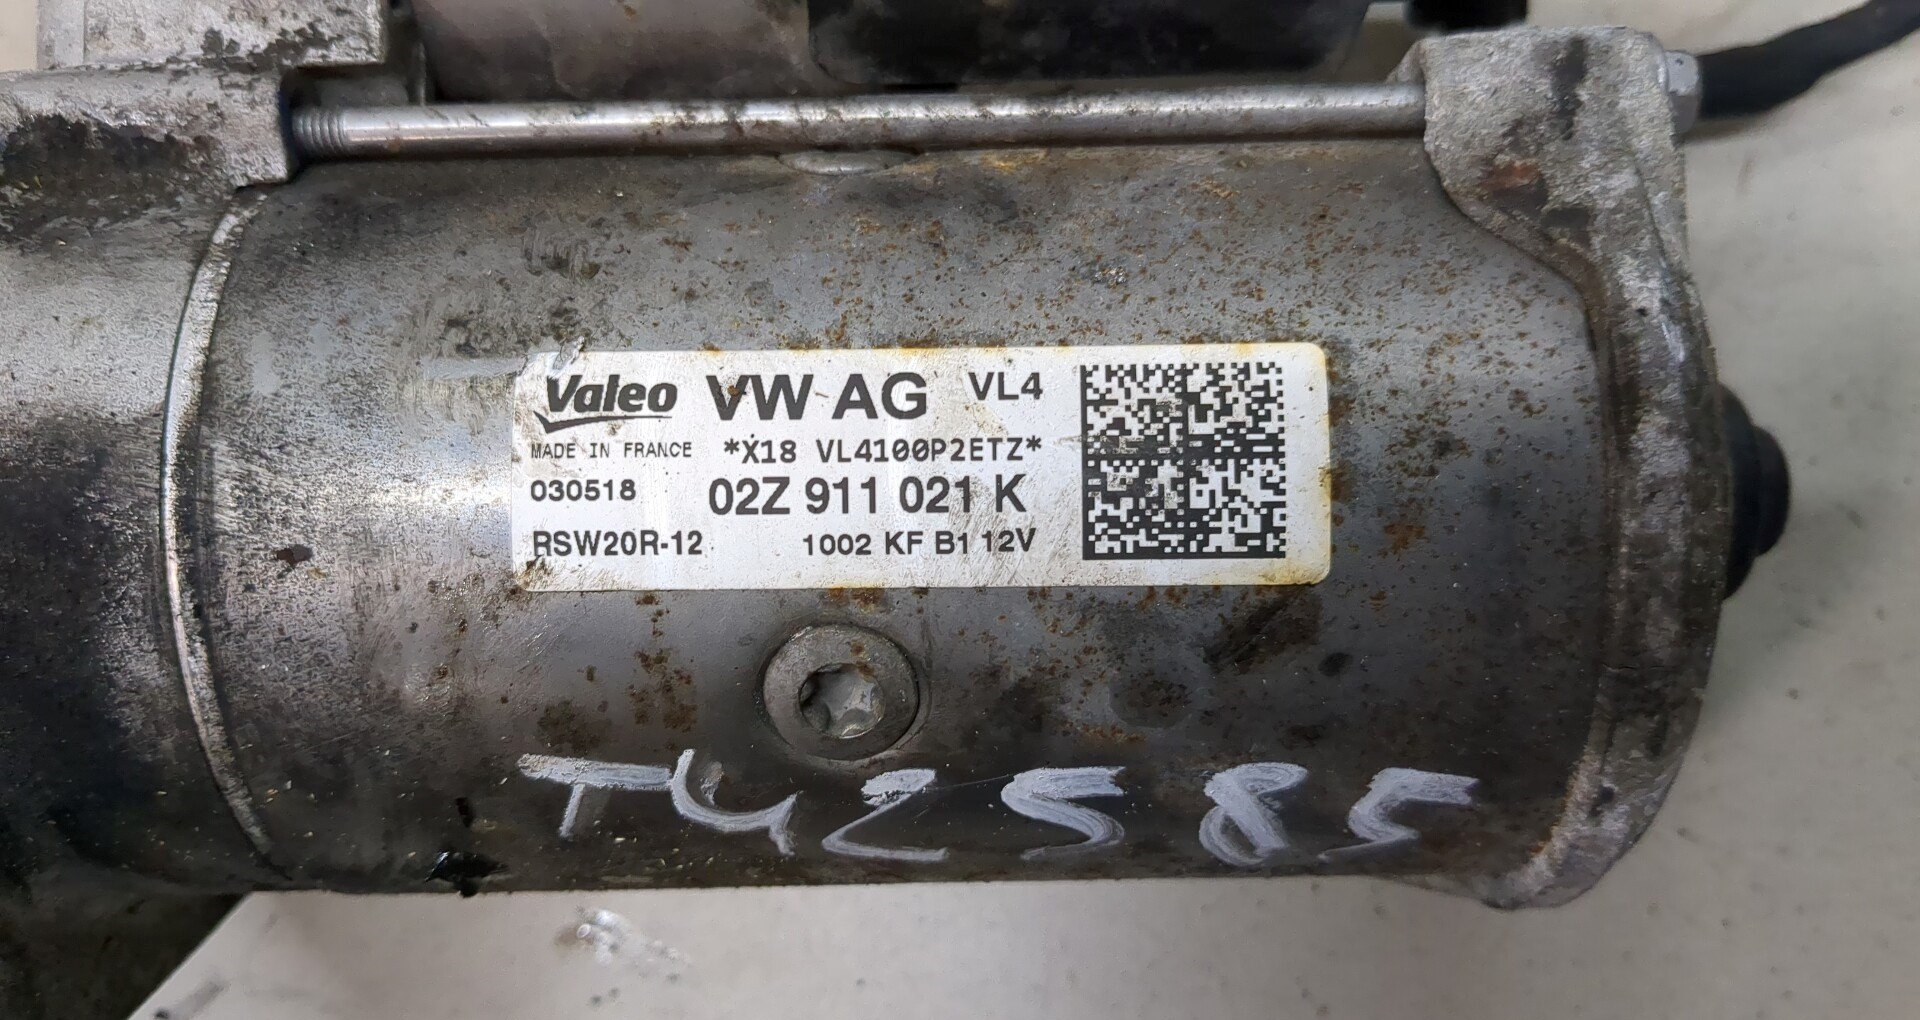 Valeo VW AG VL4
MADE IN FRANCE *X18 VL4100P2ETZ*
030518 02Z 911 021 K
RSW20R-12 1002 KF B1 12V
T42585